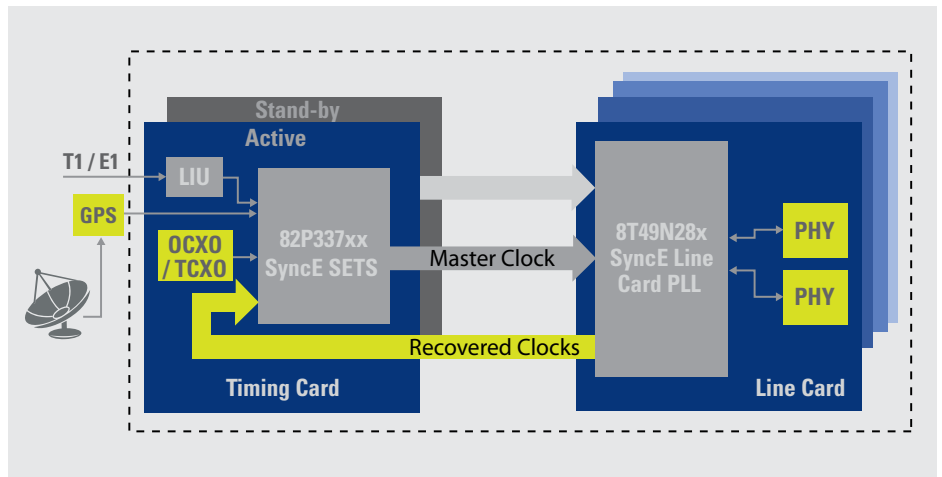 Stand-by
Active
T1 / E1
LIU
GPS
OCXO
/ TCXO
82P337xx
SyncE SETS
Master Clock
8T49N28x
SyncE Line
Card PLL
PHY
PHY
Recovered Clocks
Timing Card
Line Card